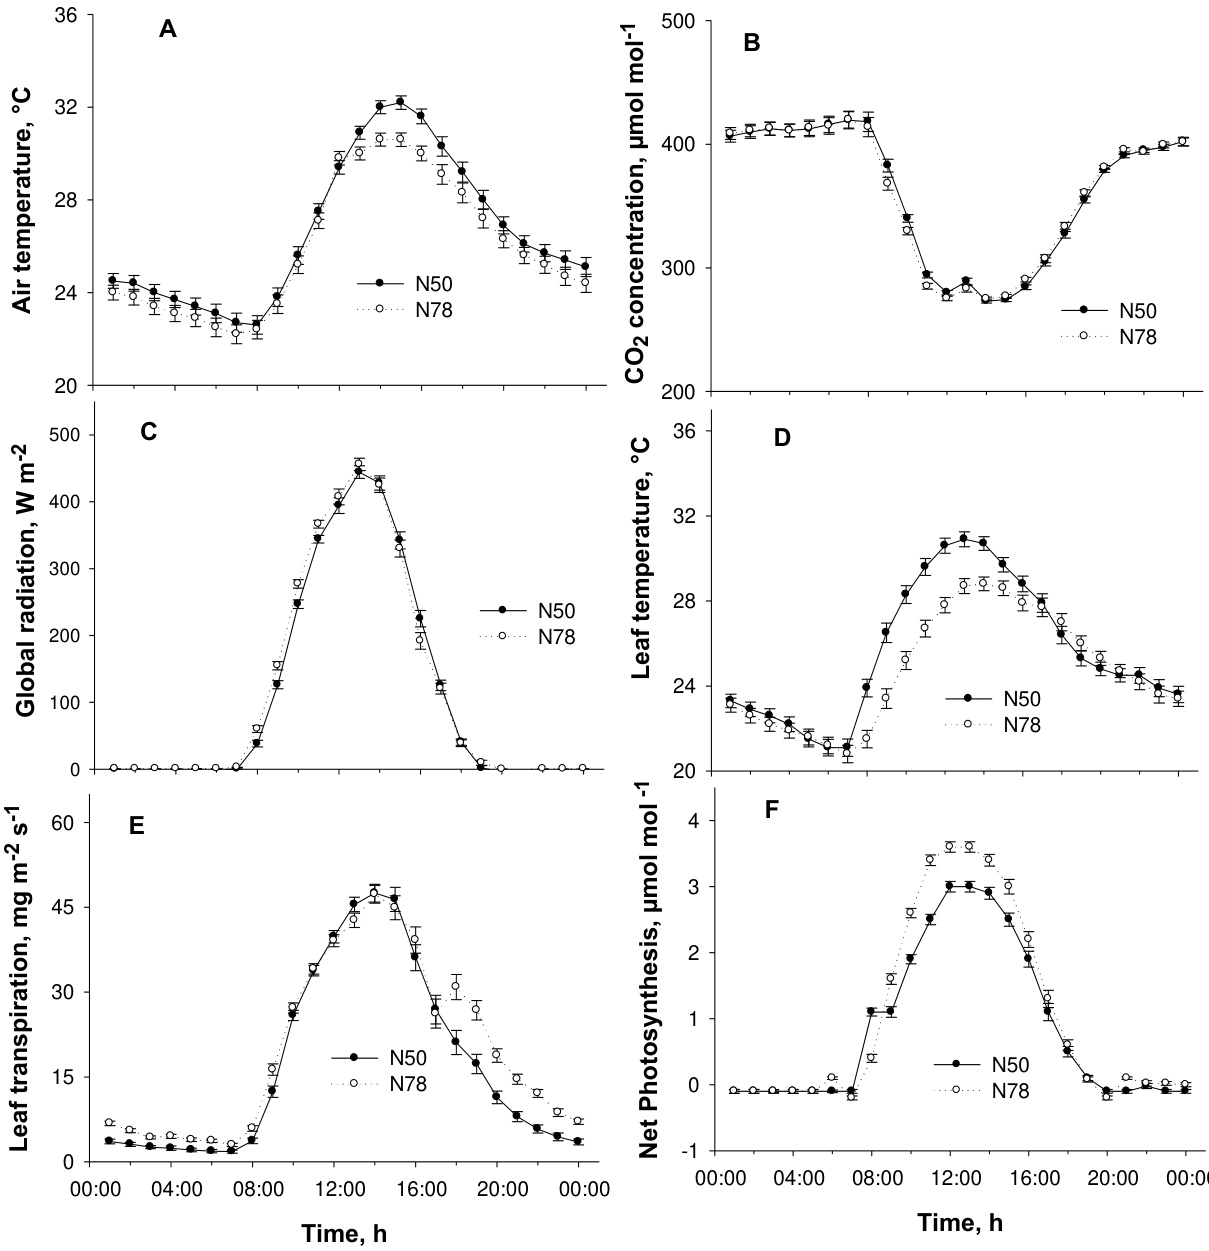 A
Air temperature, °C
36
32
28
24
20
N50
N78
B
CO2 concentration, µmol mol-1
500
400
300
200
N50
N78
C
Global radiation, W m-2
500
400
300
200
100
0
N50
N78
D
Leaf temperature, °C
36
32
28
24
20
N50
N78
E
Leaf transpiration, mg m-2 s-1
60
45
30
15
0
N50
N78
00:00 04:00 08:00 12:00 16:00 20:00 00:00
Time, h
F
Net Photosynthesis, µmol mol-1
4
3
2
1
0
-1
N50
N78
00:00 04:00 08:00 12:00 16:00 20:00 00:0
Time, h